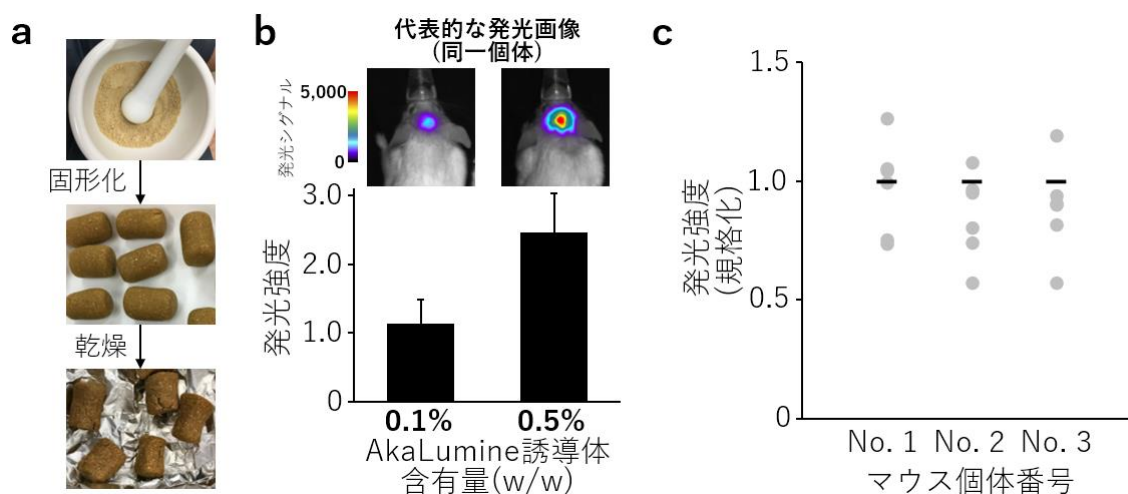 a
固形化
乾燥
b
代表的な発光画像
(同一個体)
発光シグナル
5,000
0
発光強度
3.0
2.0
1.0
0
0.1%
0.5%
AkaLumine誘導体
含有量(w/w)
c
発光強度
(規格化)
1.5
1.0
0.5
0
No. 1
No. 2
No. 3
マウス個体番号